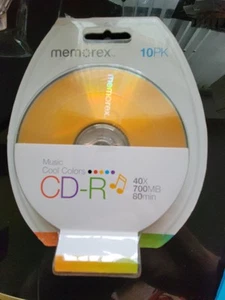 memorex
10PK
memorex
Music
Cool Colors
CD-R
40X
700MB
80min